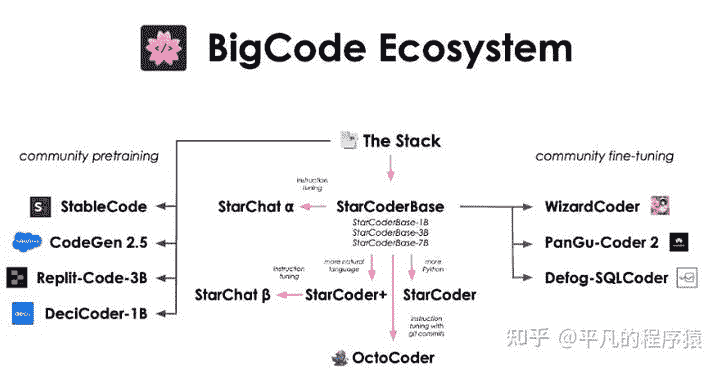 BigCode Ecosystem
The Stack
community pretraining
community fine-tuning
StableCode
CodeGen 2.5
Replit-Code-3B
DeciCoder-1B
Instruction
tuning
StarChat α
StarCoderBase
StarCoderBase-1B
StarCoderBase-3B
StarCoderBase-7B
WizardCoder
PanGu-Coder 2
Defog-SQLCoder
more natural
language
more
Python
Instruction
tuning
StarChat β
StarCoder+
StarCoder
Instruction
tuning with
git commits
OctoCoder
知乎 @平凡的程序猿